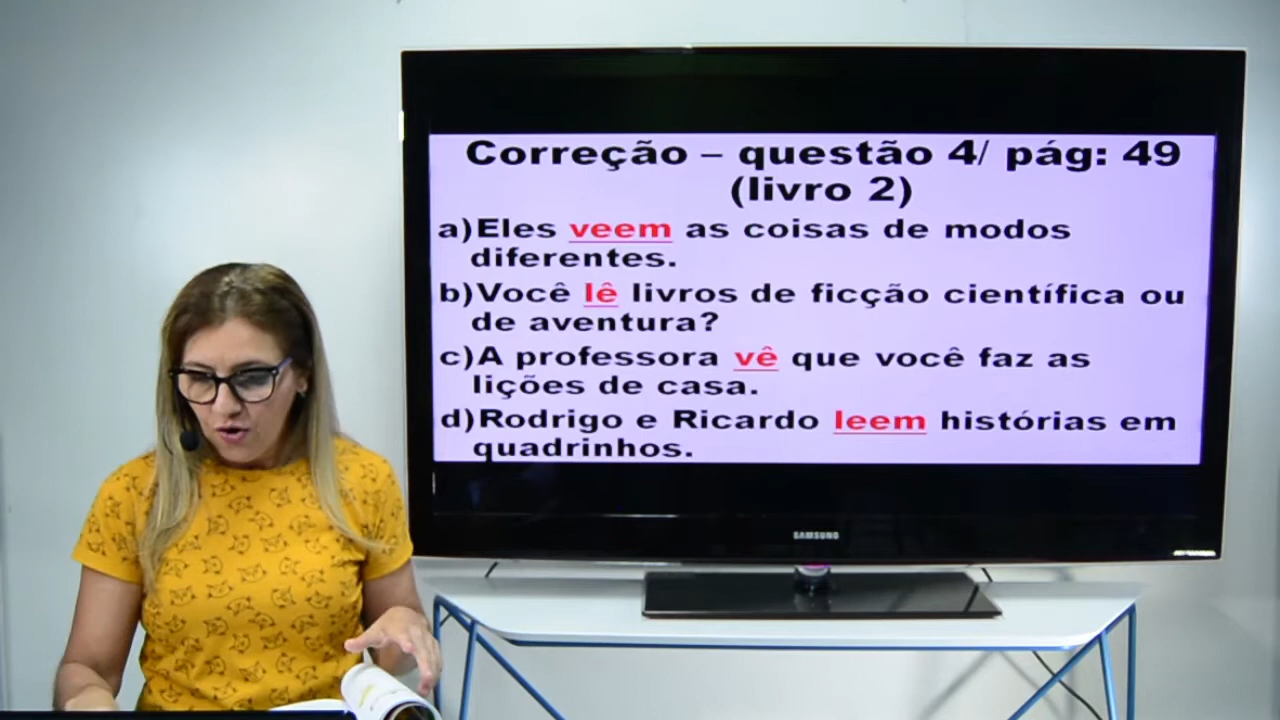 Correção – questão 4/ pág: 49
(livro 2)
a)Eles veem as coisas de modos
diferentes.
b)Você lê livros de ficção científica ou
de aventura?
c)A professora vê que você faz as
lições de casa.
d)Rodrigo e Ricardo leem histórias em
quadrinhos.
SAMSUNG